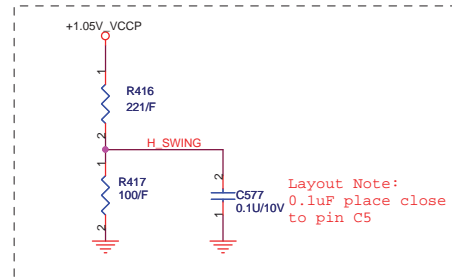 +1.05V_VCCP
1
R416
221/F
2
H_SWING
1
R417
100/F
2
2
C577
0.1U/10V
1
Layout Note:
0.1uF place close
to pin C5